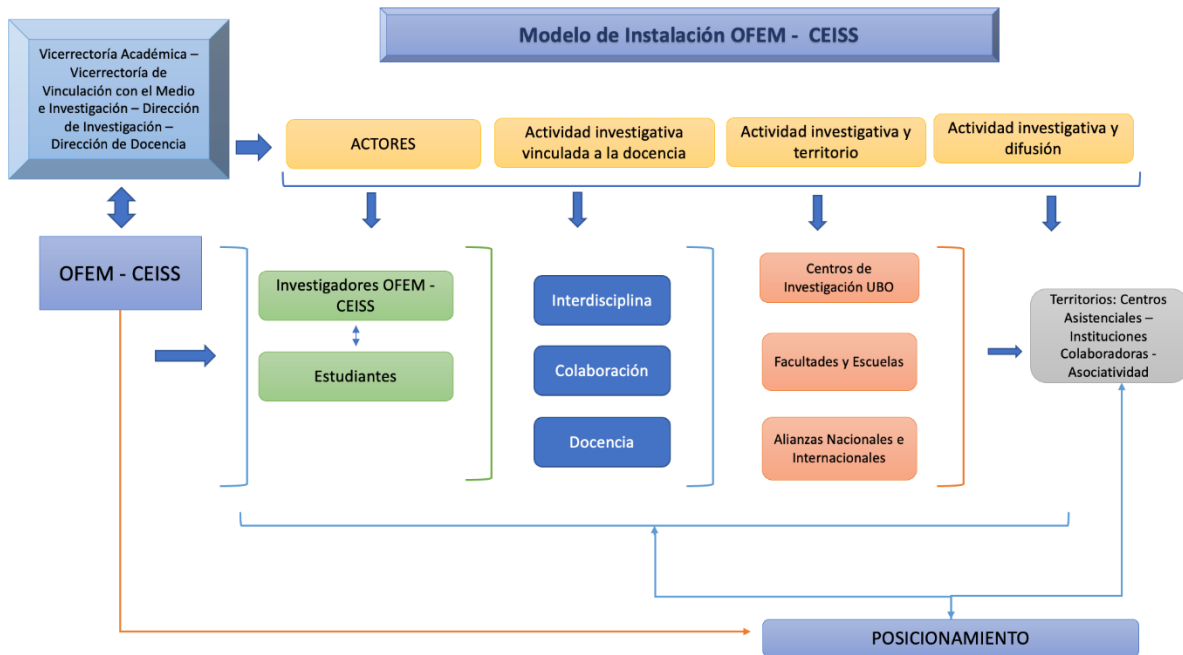 Modelo de Instalación OFEM - CEISS
Vicerrectoría Académica –
Vicerrectoría de
Vinculación con el Medio
e Investigación – Dirección
de Investigación –
Dirección de Docencia
ACTORES
Actividad investigativa
vinculada a la docencia
Actividad investigativa y
territorio
Actividad investigativa y
difusión
OFEM - CEISS
Investigadores OFEM -
CEISS
Estudiantes
Interdisciplina
Colaboración
Docencia
Centros de
Investigación UBO
Facultades y Escuelas
Alianzas Nacionales e
Internacionales
Territorios: Centros
Asistenciales –
Instituciones
Colaboradoras -
Asociatividad
POSICIONAMIENTO